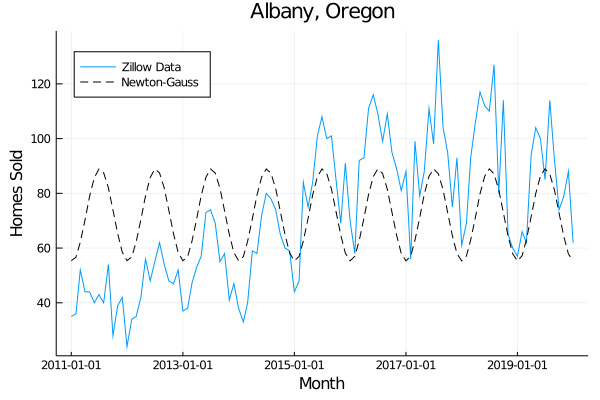 Albany, Oregon
Zillow Data
Newton-Gauss
Homes Sold
120
100
80
60
40
2011-01-01 2013-01-01 2015-01-01 2017-01-01 2019-01-01
Month